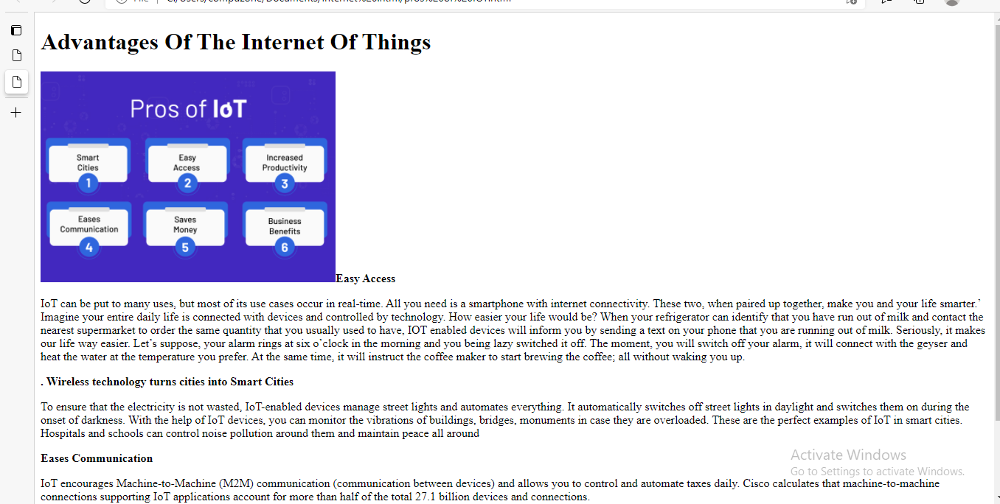 Advantages Of The Internet Of Things
Pros of IoT
Smart
Cities
1
Easy
Access
2
Increased
Productivity
3
Eases
Communication
4
Saves
Money
5
Business
Benefits
6
Easy Access
IoT can be put to many uses, but most of its use cases occur in real-time. All you need is a smartphone with internet connectivity. These two, when paired up together, make you and your life smarter.’
Imagine your entire daily life is connected with devices and controlled by technology. How easier your life would be? When your refrigerator can identify that you have run out of milk and contact the
nearest supermarket to order the same quantity that you usually used to have, IOT enabled devices will inform you by sending a text on your phone that you are running out of milk. Seriously, it makes
our life way easier. Let’s suppose, your alarm rings at six o’clock in the morning and you being lazy switched it off. The moment, you will switch off your alarm, it will connect with the geyser and
heat the water at the temperature you prefer. At the same time, it will instruct the coffee maker to start brewing the coffee; all without waking you up.
. Wireless technology turns cities into Smart Cities
To ensure that the electricity is not wasted, IoT-enabled devices manage street lights and automates everything. It automatically switches off street lights in daylight and switches them on during the
onset of darkness. With the help of IoT devices, you can monitor the vibrations of buildings, bridges, monuments in case they are overloaded. These are the perfect examples of IoT in smart cities.
Hospitals and schools can control noise pollution around them and maintain peace all around
Eases Communication
Activate Windows
Go to Settings to activate Windows.
IoT encourages Machine-to-Machine (M2M) communication (communication between devices) and allows you to control and automate taxes daily. Cisco calculates that machine-to-machine
connections supporting IoT applications account for more than half of the total 27.1 billion devices and connections.